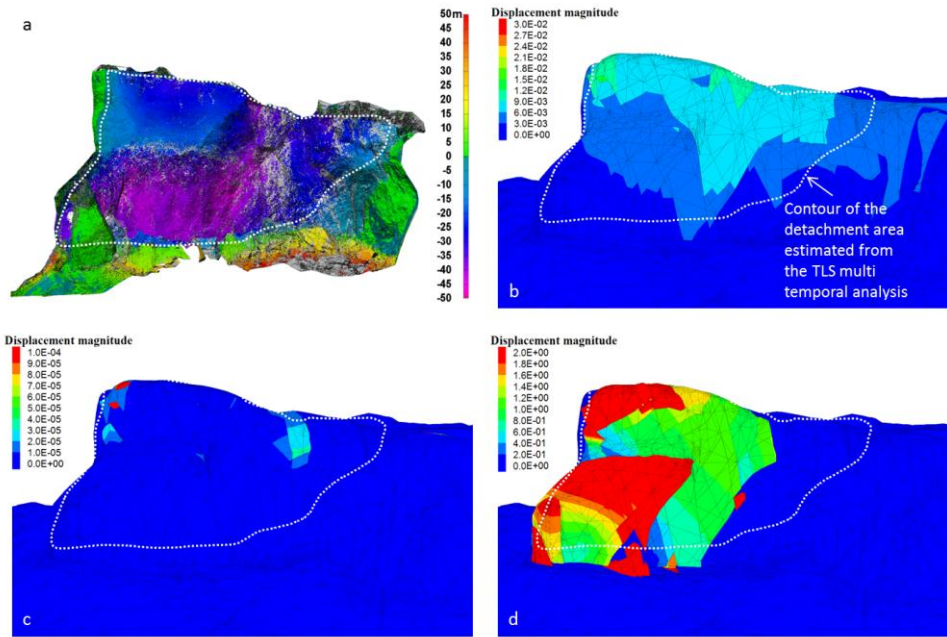 a
50m
45
40
35
30
25
20
15
10
5
0
-5
-10
-15
-20
-25
-30
-35
-40
-45
-50
Displacement magnitude
3.0E-02
2.7E-02
2.4E-02
2.1E-02
1.8E-02
1.5E-02
1.2E-02
9.0E-03
6.0E-03
3.0E-03
0.0E+00
Contour of the
detachment area
estimated from
the TLS multi
temporal analysis
b
Displacement magnitude
1.0E-04
9.0E-05
8.0E-05
7.0E-05
6.0E-05
5.0E-05
4.0E-05
3.0E-05
2.0E-05
1.0E-05
0.0E+00
c
Displacement magnitude
2.0E+00
1.8E+00
1.6E+00
1.4E+00
1.2E+00
1.0E+00
8.0E-01
6.0E-01
4.0E-01
2.0E-01
0.0E+00
d